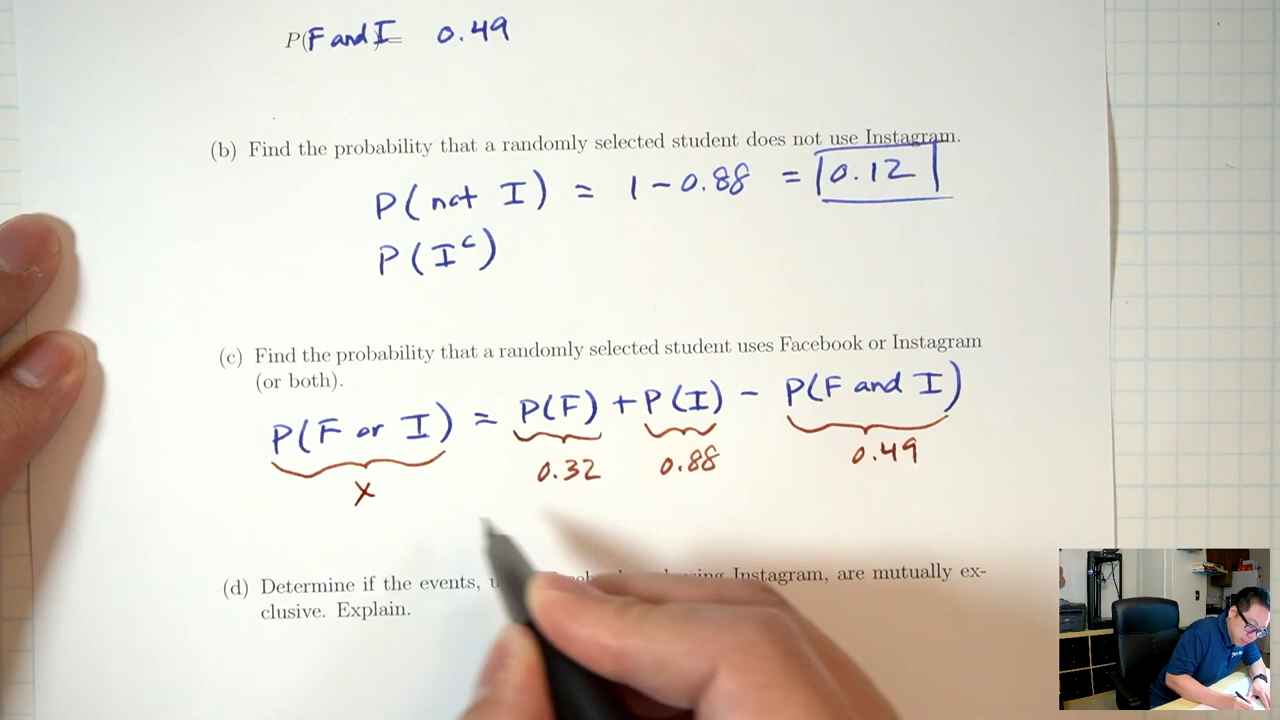 P(F and I = 0.49
(b) Find the probability that a randomly selected student does not use Instagram.
P(not I) = 1-0.88 = 0.12
P(I^c)
(c) Find the probability that a randomly selected student uses Facebook or Instagram
(or both).
P(F or I) = P(F) + P(I) - P(F and I)
x 0.32 0.88 0.49
(d) Determine if the events, Instagram, are mutually ex-
clusive. Explain.